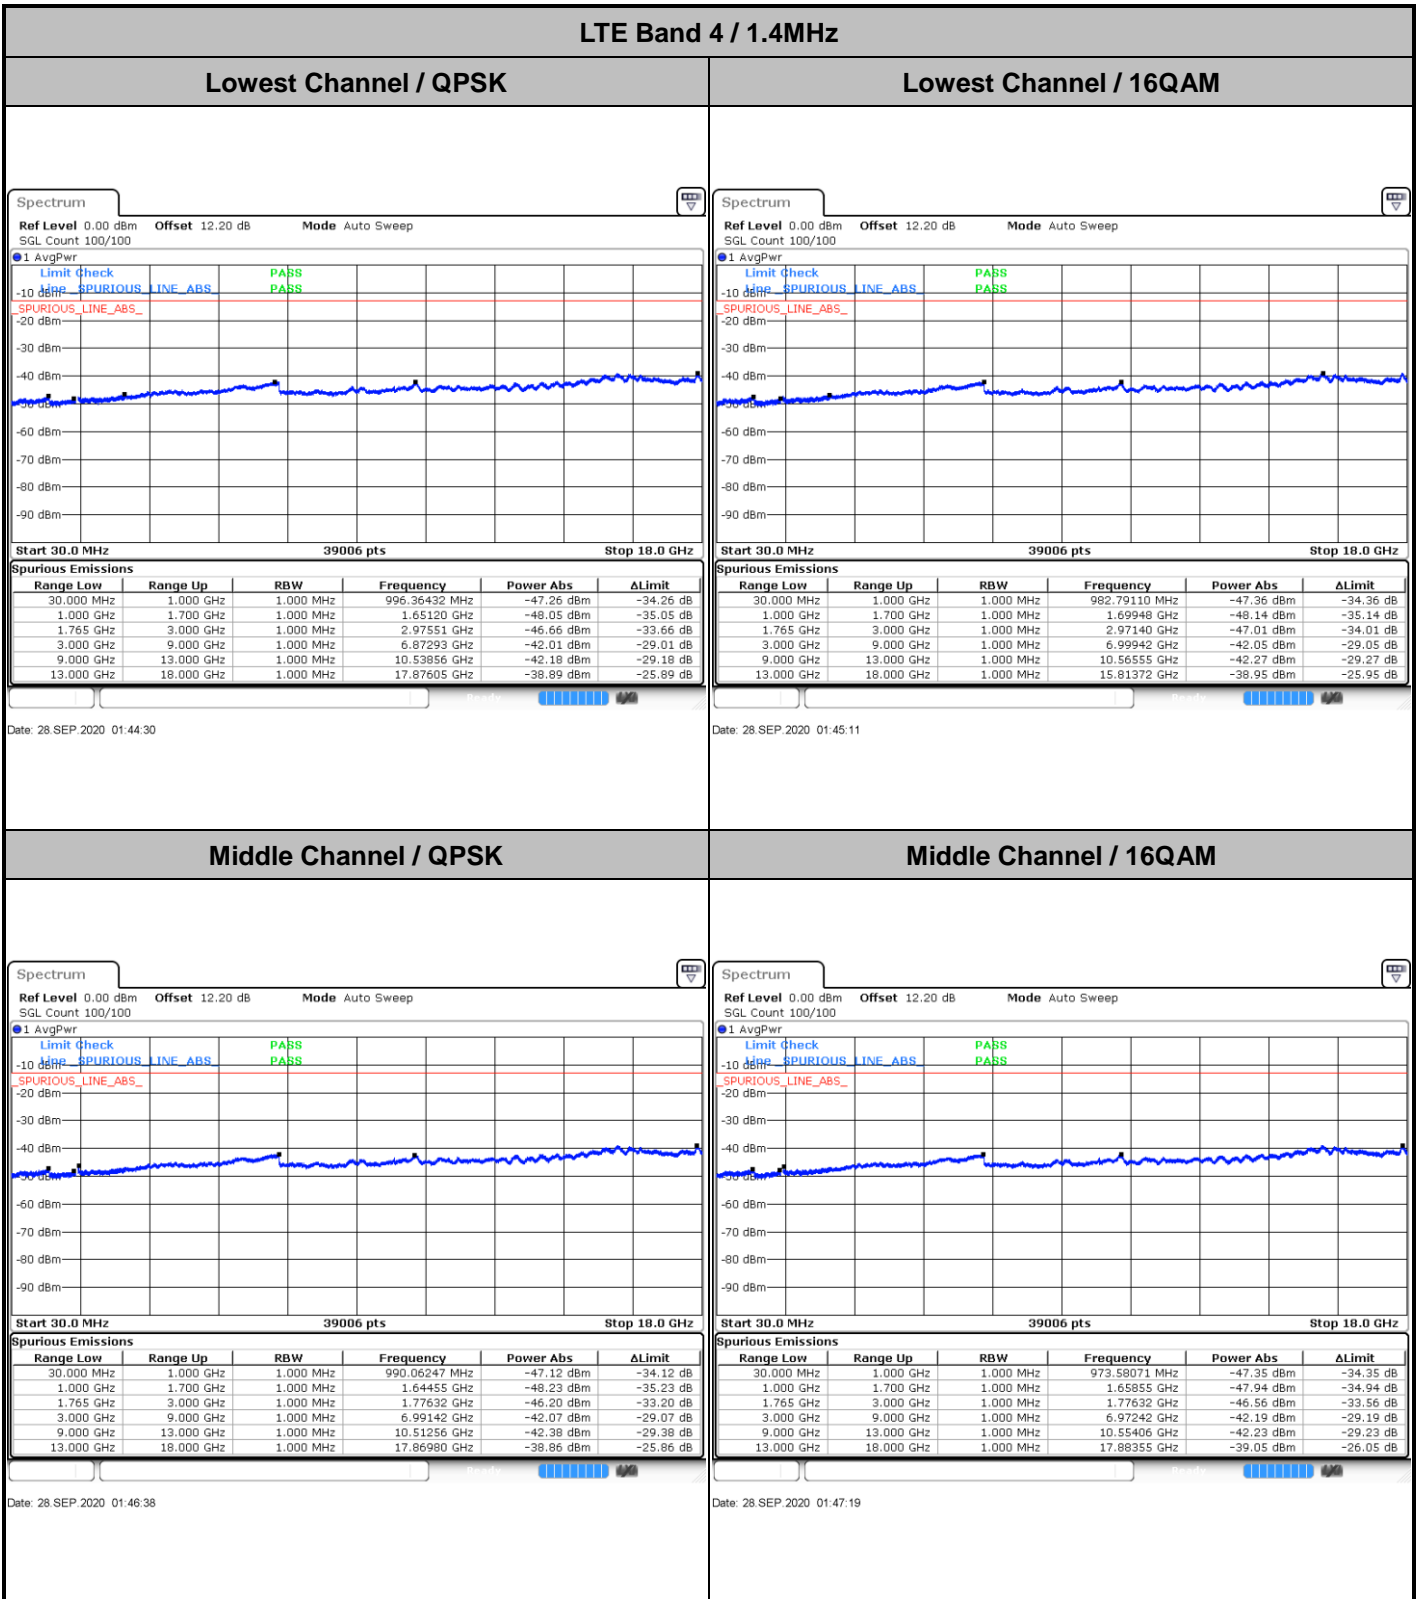 LTE Band 4 / 1.4MHz
Lowest Channel / QPSK
Lowest Channel / 16QAM
Spectrum
Ref Level 0.00 dBm Offset 12.20 dB Mode Auto Sweep
SGL Count 100/100
1 AvgPwr
Limit Check PASS
Line _SPURIOUS_LINE_ABS_ PASS
-10 dBm
_SPURIOUS_LINE_ABS_
-20 dBm
-30 dBm
-40 dBm
-50 dBm
-60 dBm
-70 dBm
-80 dBm
-90 dBm
Start 30.0 MHz 39006 pts Stop 18.0 GHz
Spurious Emissions
Range Low Range Up RBW Frequency Power Abs ΔLimit
30.000 MHz 1.000 GHz 1.000 MHz 996.36432 MHz -47.26 dBm -34.26 dB
1.000 GHz 1.700 GHz 1.000 MHz 1.65120 GHz -48.05 dBm -35.05 dB
1.765 GHz 3.000 GHz 1.000 MHz 2.97551 GHz -46.66 dBm -33.66 dB
3.000 GHz 9.000 GHz 1.000 MHz 6.87293 GHz -42.01 dBm -29.01 dB
9.000 GHz 13.000 GHz 1.000 MHz 10.53856 GHz -42.18 dBm -29.18 dB
13.000 GHz 18.000 GHz 1.000 MHz 17.87605 GHz -38.89 dBm -25.89 dB
Ready
Date: 28.SEP.2020 01:44:30
Spectrum
Ref Level 0.00 dBm Offset 12.20 dB Mode Auto Sweep
SGL Count 100/100
1 AvgPwr
Limit Check PASS
Line _SPURIOUS_LINE_ABS_ PASS
-10 dBm
_SPURIOUS_LINE_ABS_
-20 dBm
-30 dBm
-40 dBm
-50 dBm
-60 dBm
-70 dBm
-80 dBm
-90 dBm
Start 30.0 MHz 39006 pts Stop 18.0 GHz
Spurious Emissions
Range Low Range Up RBW Frequency Power Abs ΔLimit
30.000 MHz 1.000 GHz 1.000 MHz 982.79110 MHz -47.36 dBm -34.36 dB
1.000 GHz 1.700 GHz 1.000 MHz 1.69948 GHz -48.14 dBm -35.14 dB
1.765 GHz 3.000 GHz 1.000 MHz 2.97140 GHz -47.01 dBm -34.01 dB
3.000 GHz 9.000 GHz 1.000 MHz 6.99942 GHz -42.05 dBm -29.05 dB
9.000 GHz 13.000 GHz 1.000 MHz 10.56555 GHz -42.27 dBm -29.27 dB
13.000 GHz 18.000 GHz 1.000 MHz 15.81372 GHz -38.95 dBm -25.95 dB
Date: 28.SEP.2020 01:45:11
Middle Channel / QPSK
Middle Channel / 16QAM
Spectrum
Ref Level 0.00 dBm Offset 12.20 dB Mode Auto Sweep
SGL Count 100/100
1 AvgPwr
Limit Check PASS
Line _SPURIOUS_LINE_ABS_ PASS
-10 dBm
_SPURIOUS_LINE_ABS_
-20 dBm
-30 dBm
-40 dBm
-50 dBm
-60 dBm
-70 dBm
-80 dBm
-90 dBm
Start 30.0 MHz 39006 pts Stop 18.0 GHz
Spurious Emissions
Range Low Range Up RBW Frequency Power Abs ΔLimit
30.000 MHz 1.000 GHz 1.000 MHz 990.06247 MHz -47.12 dBm -34.12 dB
1.000 GHz 1.700 GHz 1.000 MHz 1.64455 GHz -48.23 dBm -35.23 dB
1.765 GHz 3.000 GHz 1.000 MHz 1.77632 GHz -46.20 dBm -33.20 dB
3.000 GHz 9.000 GHz 1.000 MHz 6.99142 GHz -42.07 dBm -29.07 dB
9.000 GHz 13.000 GHz 1.000 MHz 10.51256 GHz -42.38 dBm -29.38 dB
13.000 GHz 18.000 GHz 1.000 MHz 17.86980 GHz -38.86 dBm -25.86 dB
Ready
Date: 28.SEP.2020 01:46:38
Spectrum
Ref Level 0.00 dBm Offset 12.20 dB Mode Auto Sweep
SGL Count 100/100
1 AvgPwr
Limit Check PASS
Line _SPURIOUS_LINE_ABS_ PASS
-10 dBm
_SPURIOUS_LINE_ABS_
-20 dBm
-30 dBm
-40 dBm
-50 dBm
-60 dBm
-70 dBm
-80 dBm
-90 dBm
Start 30.0 MHz 39006 pts Stop 18.0 GHz
Spurious Emissions
Range Low Range Up RBW Frequency Power Abs ΔLimit
30.000 MHz 1.000 GHz 1.000 MHz 973.58071 MHz -47.35 dBm -34.35 dB
1.000 GHz 1.700 GHz 1.000 MHz 1.65855 GHz -47.94 dBm -34.94 dB
1.765 GHz 3.000 GHz 1.000 MHz 1.77632 GHz -46.56 dBm -33.56 dB
3.000 GHz 9.000 GHz 1.000 MHz 6.97242 GHz -42.19 dBm -29.19 dB
9.000 GHz 13.000 GHz 1.000 MHz 10.55406 GHz -42.23 dBm -29.23 dB
13.000 GHz 18.000 GHz 1.000 MHz 17.88355 GHz -39.05 dBm -26.05 dB
Ready
Date: 28.SEP.2020 01:47:19